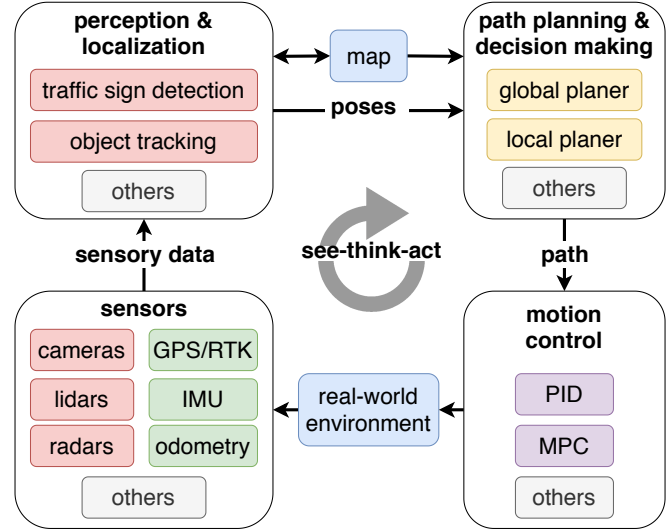 perception &
localization
traffic sign detection
object tracking
others
map
poses
path planning &
decision making
global planer
local planer
others
sensory data
see-think-act
path
sensors
cameras
GPS/RTK
lidars
IMU
radars
odometry
others
real-world
environment
motion
control
PID
MPC
others